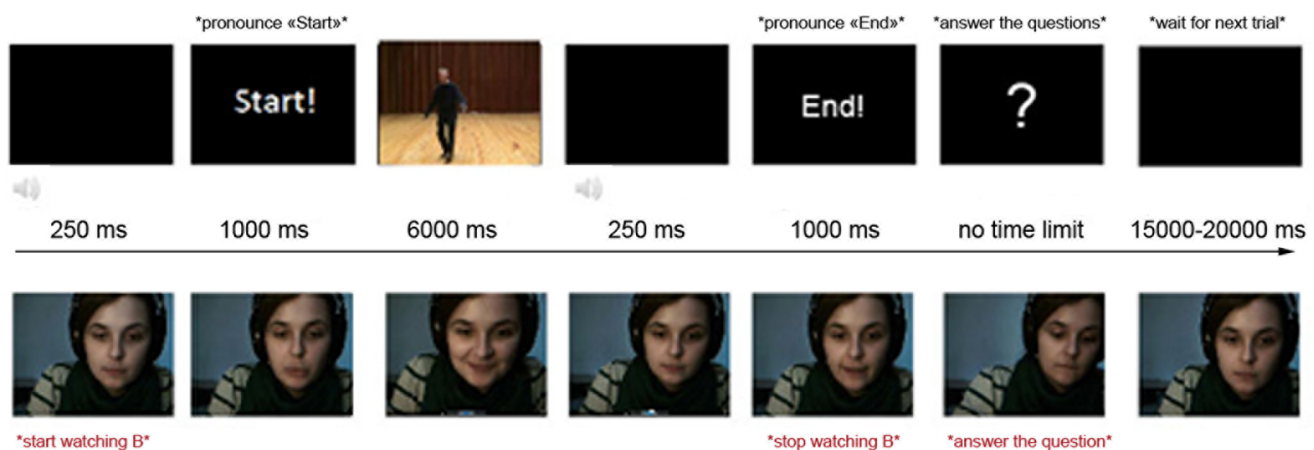 *pronounce «Start»*
*pronounce «End»*
*answer the questions*
*wait for next trial*
Start!
End!
?
250 ms
1000 ms
6000 ms
250 ms
1000 ms
no time limit
15000-20000 ms
*start watching B*
*stop watching B*
*answer the question*